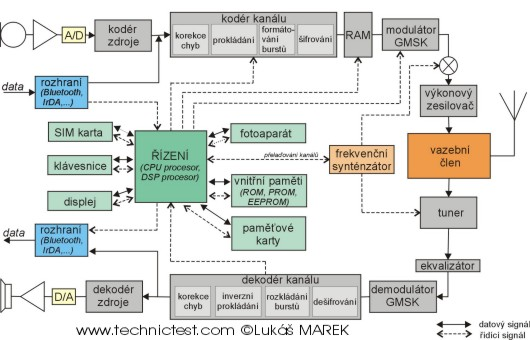 A/D
kodér
zdroje
kodér kanálu
korekce
chyb
prokládání
formáto-
vání
burstů
šifrování
RAM
modulátor
GMSK
data
rozhraní
(Bluetooth,
IrDA,...)
výkonový
zesilovač
SIM karta
klávesnice
displej
ŘÍZENÍ
(CPU procesor,
DSP procesor)
fotoaparát
přelaďování kanálů
frekvenční
synténzátor
vazební
člen
vnitřní paměti
(ROM, PROM,
EEPROM)
paměťové
karty
tuner
data
rozhraní
(Bluetooth,
IrDA,...)
ekvalizátor
D/A
dekodér
zdroje
dekodér kanálu
korekce
chyb
inverzní
prokládání
rozkládání
burstů
dešifrování
demodulátor
GMSK
datový signál
řídicí signál
www.technictest.com ©Lukáš MAREK